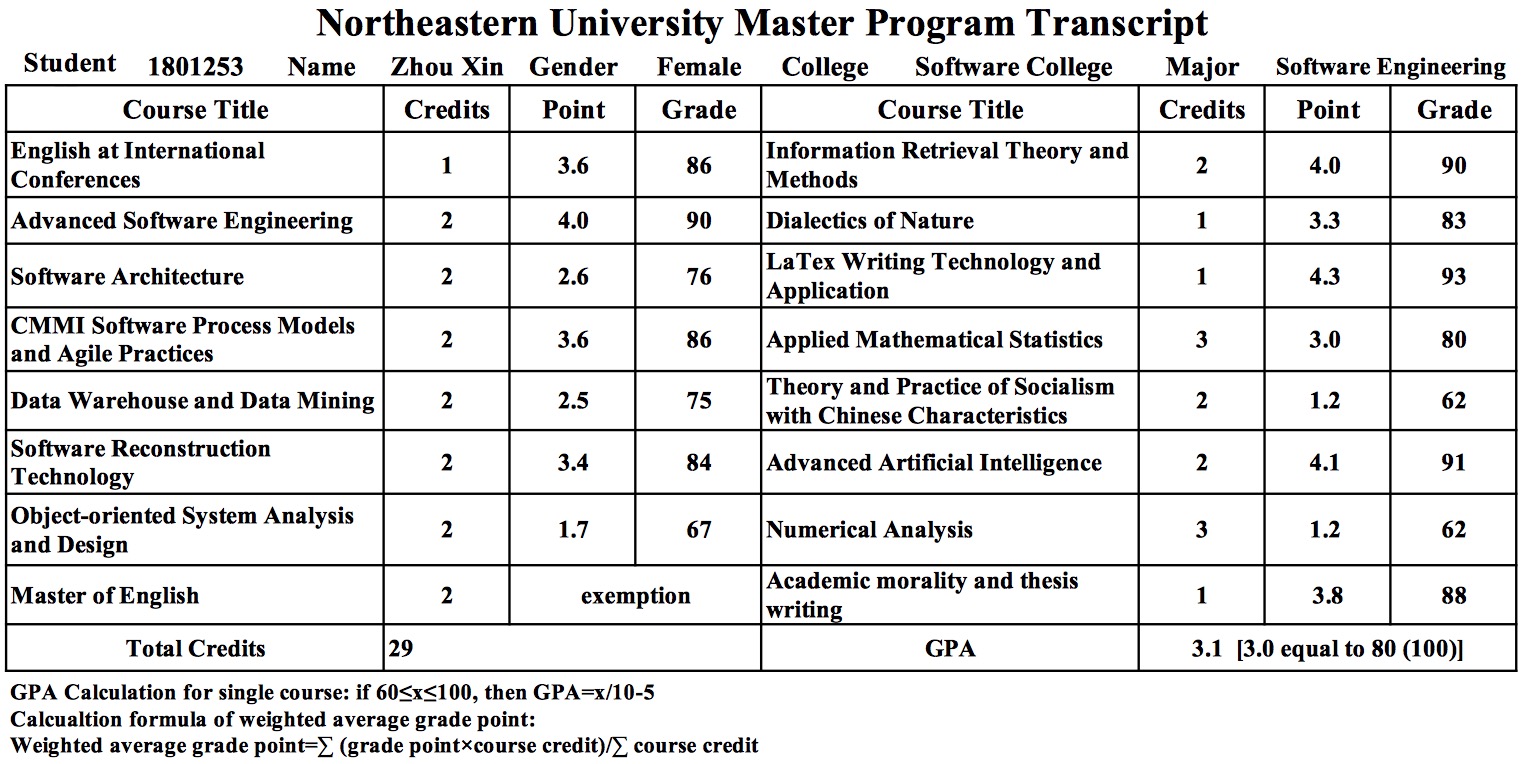 Northeastern University Master Program Transcript
Student 1801253 Name Zhou Xin Gender Female College Software College Major Software Engineering
Course Title Credits Point Grade Course Title Credits Point Grade
English at International Conferences 1 3.6 86 Information Retrieval Theory and Methods 2 4.0 90
Advanced Software Engineering 2 4.0 90 Dialectics of Nature 1 3.3 83
Software Architecture 2 2.6 76 LaTex Writing Technology and Application 1 4.3 93
CMMI Software Process Models and Agile Practices 2 3.6 86 Applied Mathematical Statistics 3 3.0 80
Data Warehouse and Data Mining 2 2.5 75 Theory and Practice of Socialism with Chinese Characteristics 2 1.2 62
Software Reconstruction Technology 2 3.4 84 Advanced Artificial Intelligence 2 4.1 91
Object-oriented System Analysis and Design 2 1.7 67 Numerical Analysis 3 1.2 62
Master of English 2 exemption Academic morality and thesis writing 1 3.8 88
Total Credits 29 GPA 3.1 [3.0 equal to 80 (100)]
GPA Calculation for single course: if 60≤x≤100, then GPA=x/10-5
Calcualtion formula of weighted average grade point:
Weighted average grade point=∑ (grade point×course credit)/∑ course credit